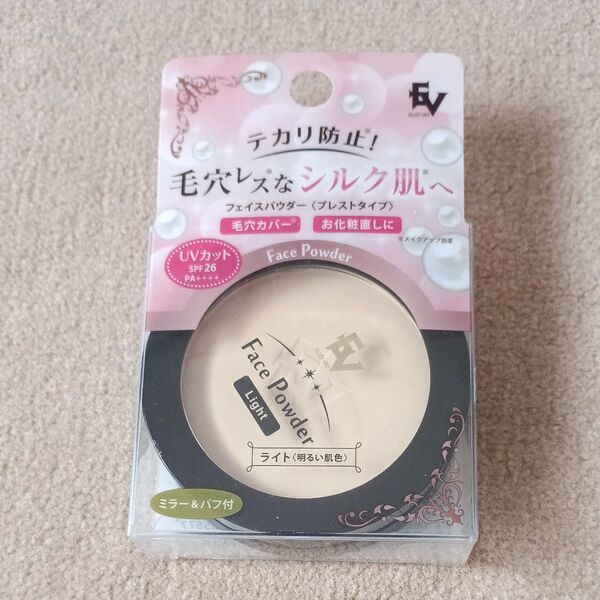 EV
テカリ防止※!
毛穴レス※なシルク肌※へ
フェイスパウダー〈プレストタイプ〉
毛穴カバー※ お化粧直しに
※メイクアップ効果
UVカット
SPF26
PA++++
Face Powder
EV
Face Powder
Light
ライト〈明るい肌色〉
ミラー&パフ付